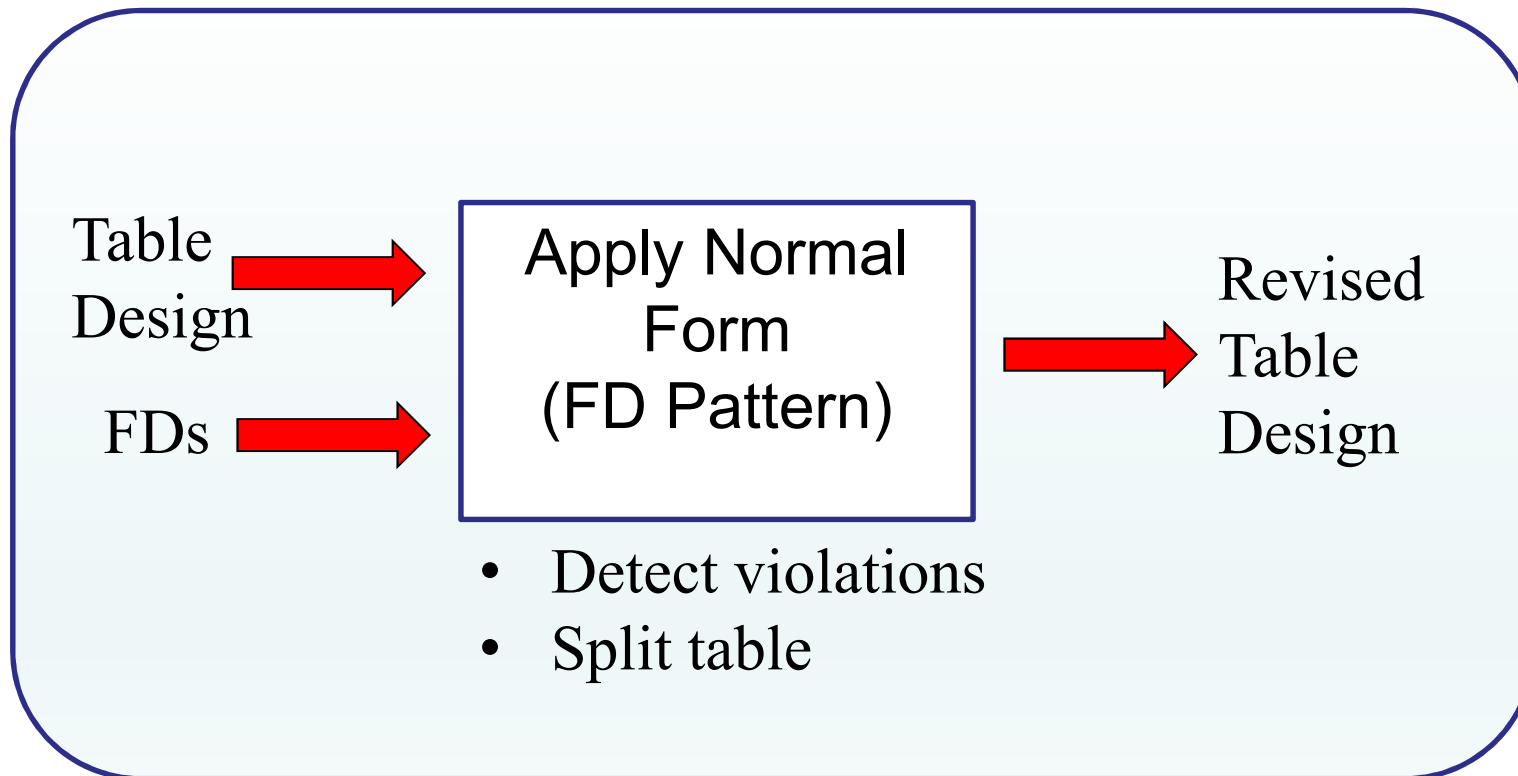 Table
Design
FDs
Apply Normal
Form
(FD Pattern)
• Detect violations
• Split table
Revised
Table
Design